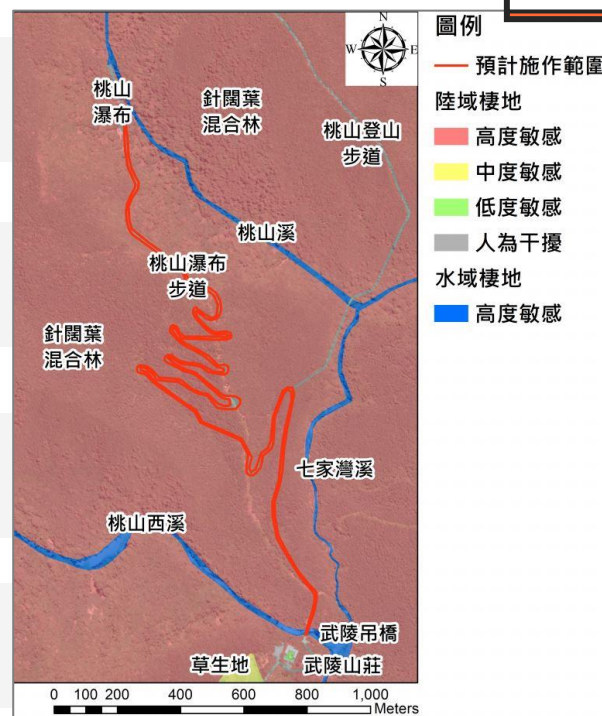 N
W
E
S
桃山
瀑布
針闊葉
混合林
桃山登山
步道
桃山溪
桃山瀑布
步道
針闊葉
混合林
七家灣溪
桃山西溪
武陵吊橋
草生地
武陵山莊
0 100 200 400 600 800 1,000
Meters
圖例
預計施作範圍
陸域棲地
高度敏感
中度敏感
低度敏感
人為干擾
水域棲地
高度敏感